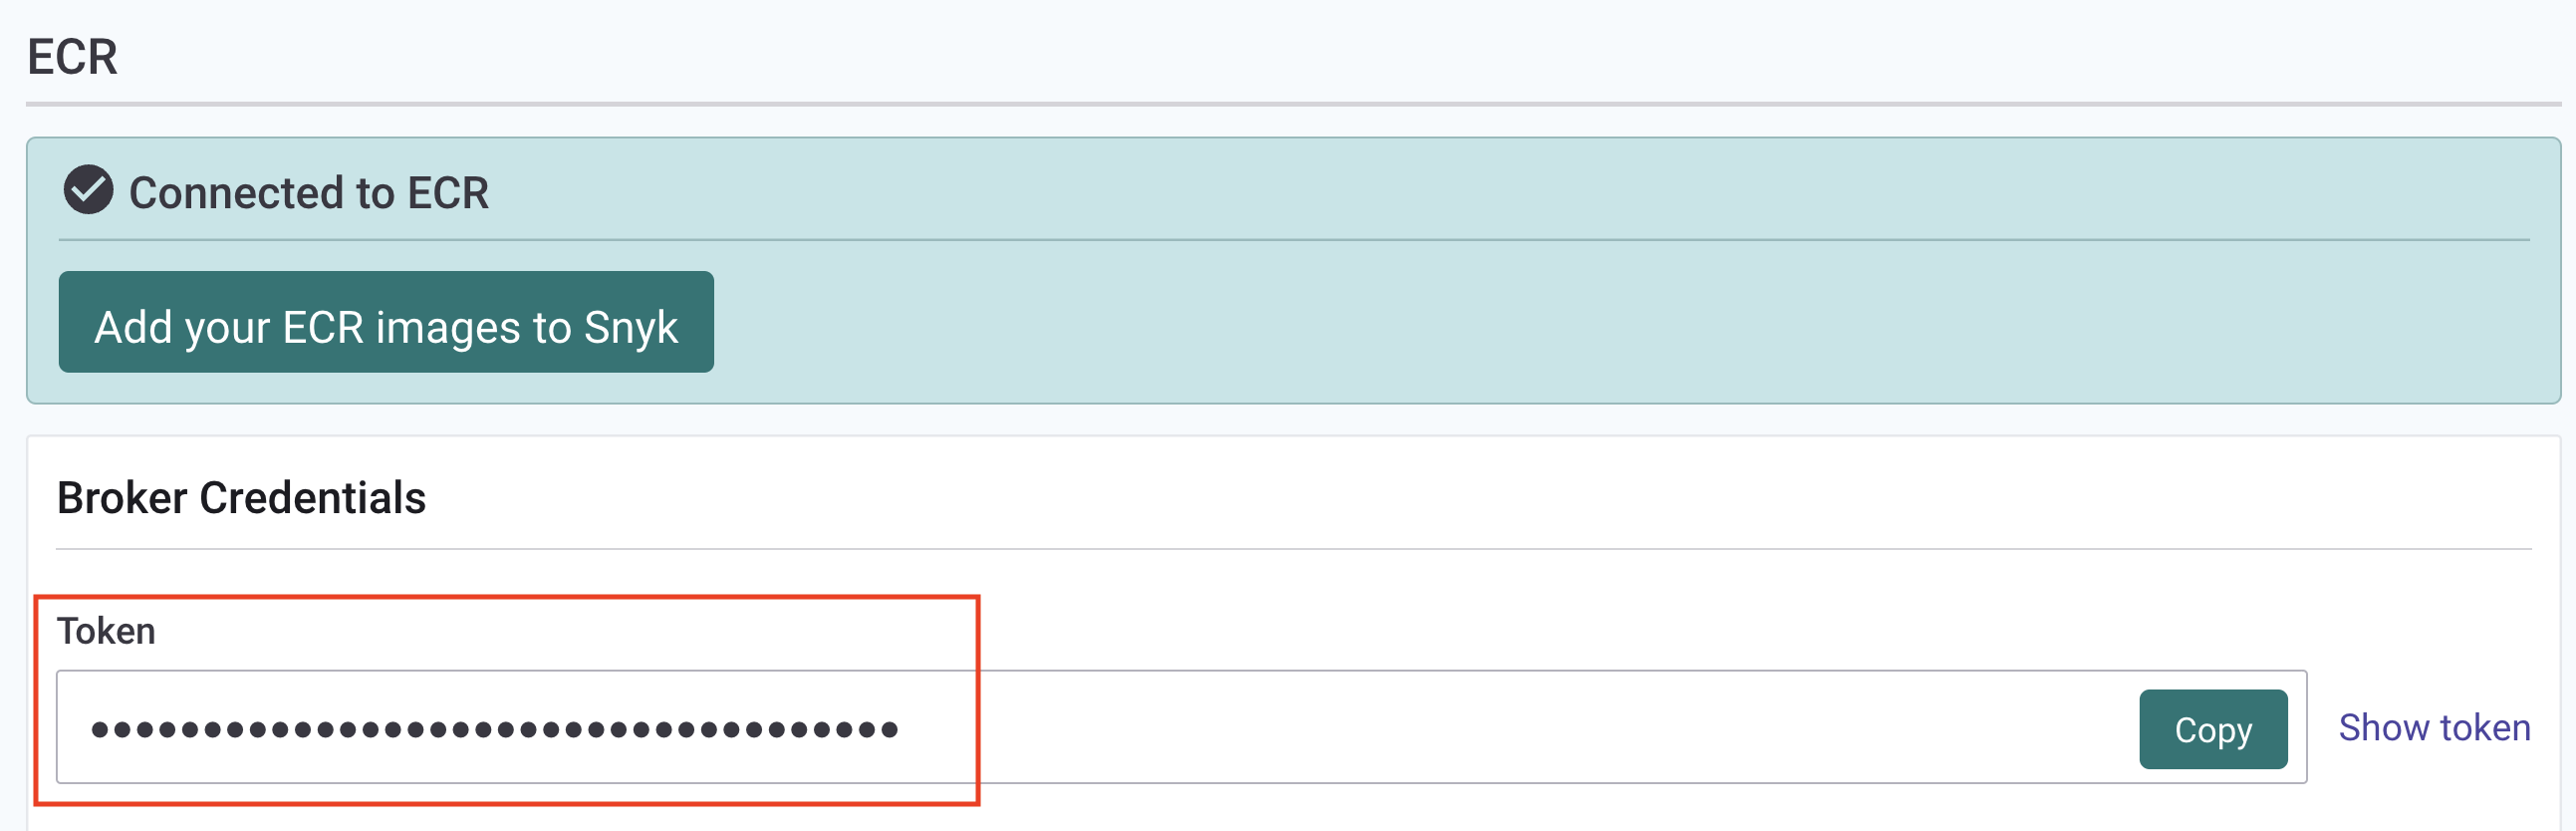 ECR
Connected to ECR
Add your ECR images to Snyk
Broker Credentials
Token
••••••••••••••••••••••••••••••••••••
Copy
Show token